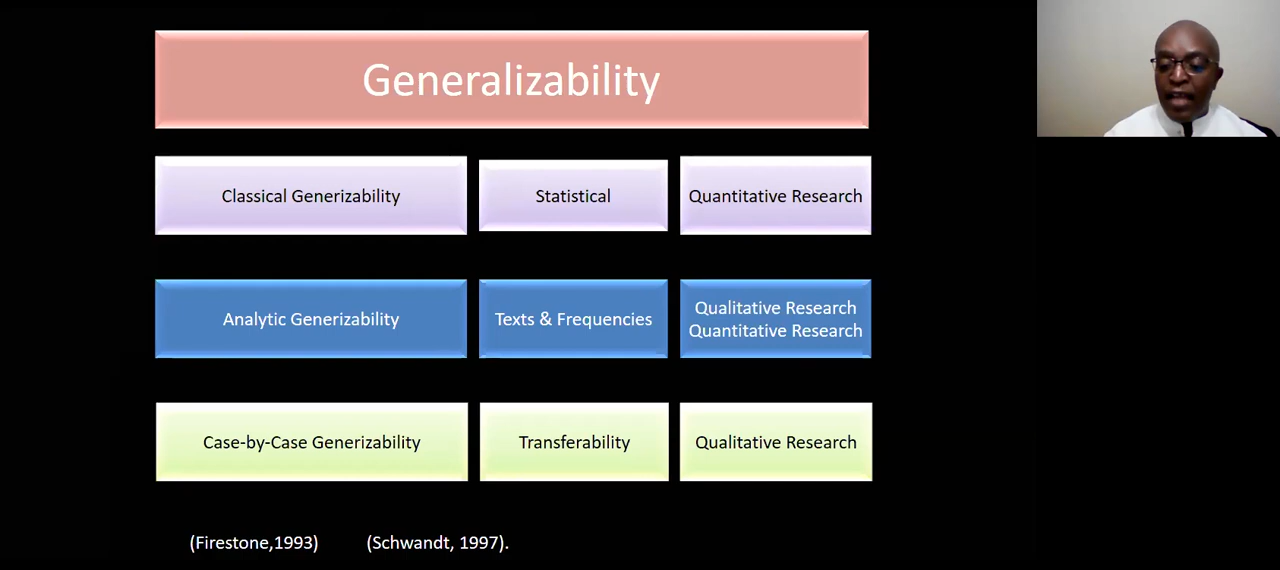 Generalizability
Classical Generizability
Statistical
Quantitative Research
Analytic Generizability
Texts & Frequencies
Qualitative Research
Quantitative Research
Case-by-Case Generizability
Transferability
Qualitative Research
(Firestone,1993) (Schwandt, 1997).